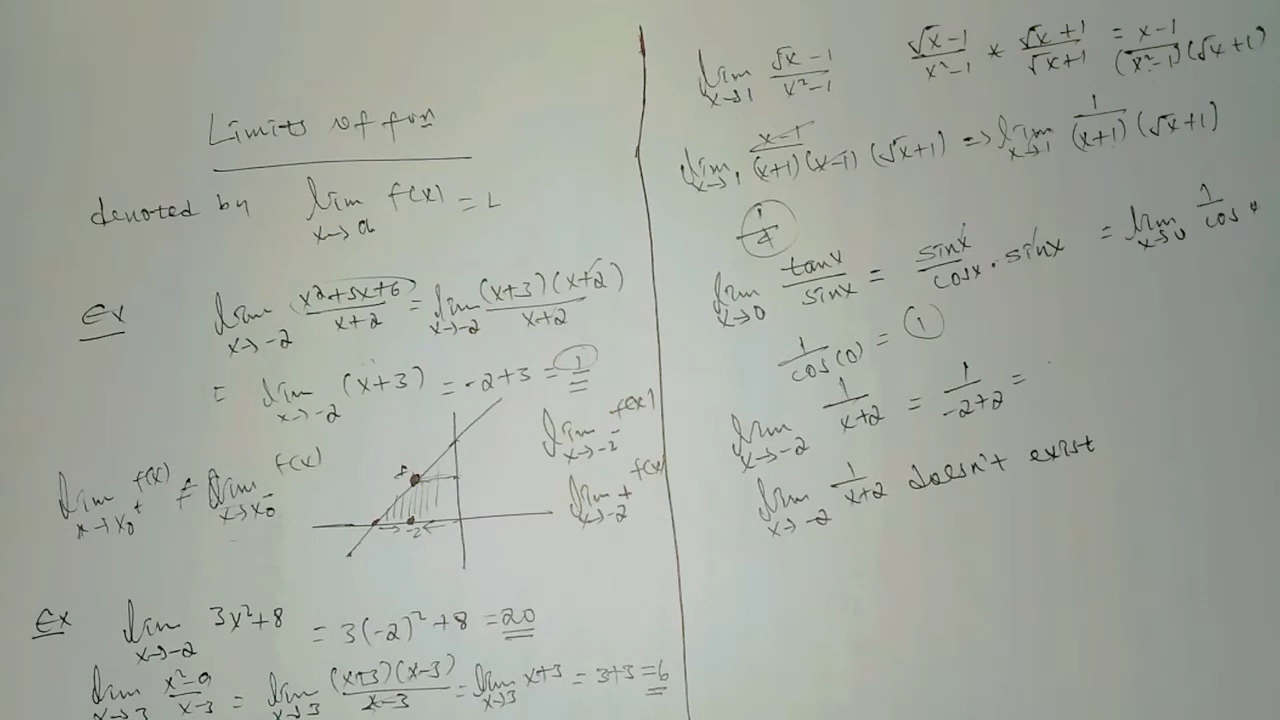 Limits of fun
denoted by lim x→a f(x) = L
Ex lim x→-2 (x²+5x+6)/(x+2) = lim x→-2 (x+3)(x+2)/(x+2)
= lim x→-2 (x+3) = -2+3 = 1
lim x→x₀⁺ f(x) ≠ lim x→x₀⁻ f(x)
-2
lim x→-2⁻ f(x)
lim x→-2⁺ f(x)
Ex lim x→-2 3x²+8 = 3(-2)²+8 = 20
lim x→3 (x²-9)/(x-3) = lim x→3 (x+3)(x-3)/(x-3) = lim x→3 x+3 = 3+3 = 6
lim x→1 (√x-1)/(x²-1) (√x-1)/(x²-1) * (√x+1)/(√x+1) = (x-1)/((x²-1)(√x+1))
lim x→1 (x-1)/((x+1)(x-1)(√x+1)) => lim x→1 1/((x+1)(√x+1))
1/4
lim x→0 tanx/sinx = sinx/cosx · sinx = lim x→0 1/cos
1/cos(0) = 1
lim x→-2 1/(x+2) = 1/(-2+2) =
lim x→-2 1/(x+2) doesn't exist